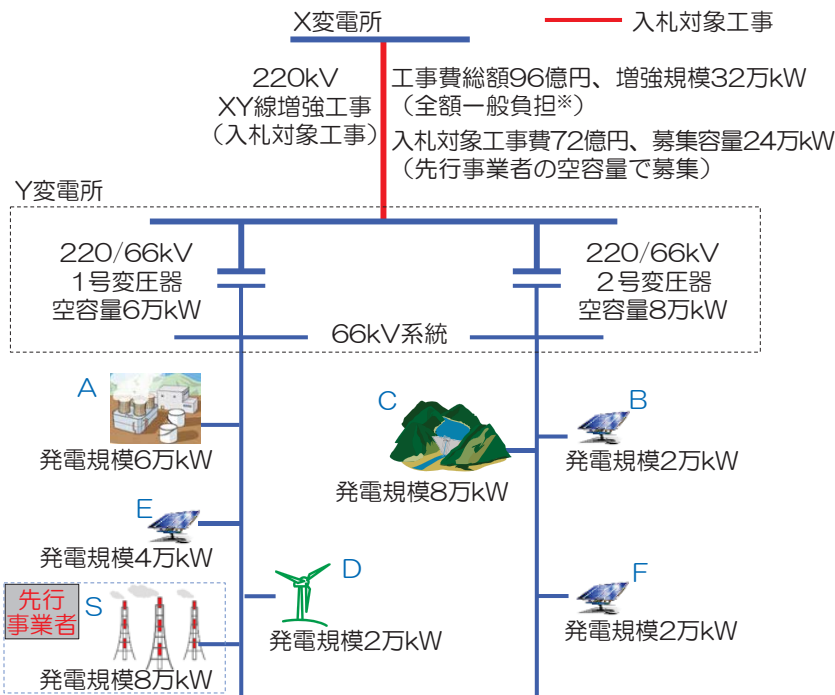 X変電所
入札対象工事
220kV
XY線増強工事
（入札対象工事）
工事費総額96億円、増強規模32万kW
（全額一般負担※）
入札対象工事費72億円、募集容量24万kW
（先行事業者の空容量で募集）
Y変電所
220/66kV
1号変圧器
空容量6万kW
220/66kV
２号変圧器
空容量8万kW
66kV系統
A
発電規模6万kW
C
発電規模8万kW
B
発電規模2万kW
E
発電規模4万kW
D
発電規模2万kW
F
発電規模2万kW
先行
事業者
S
発電規模8万kW